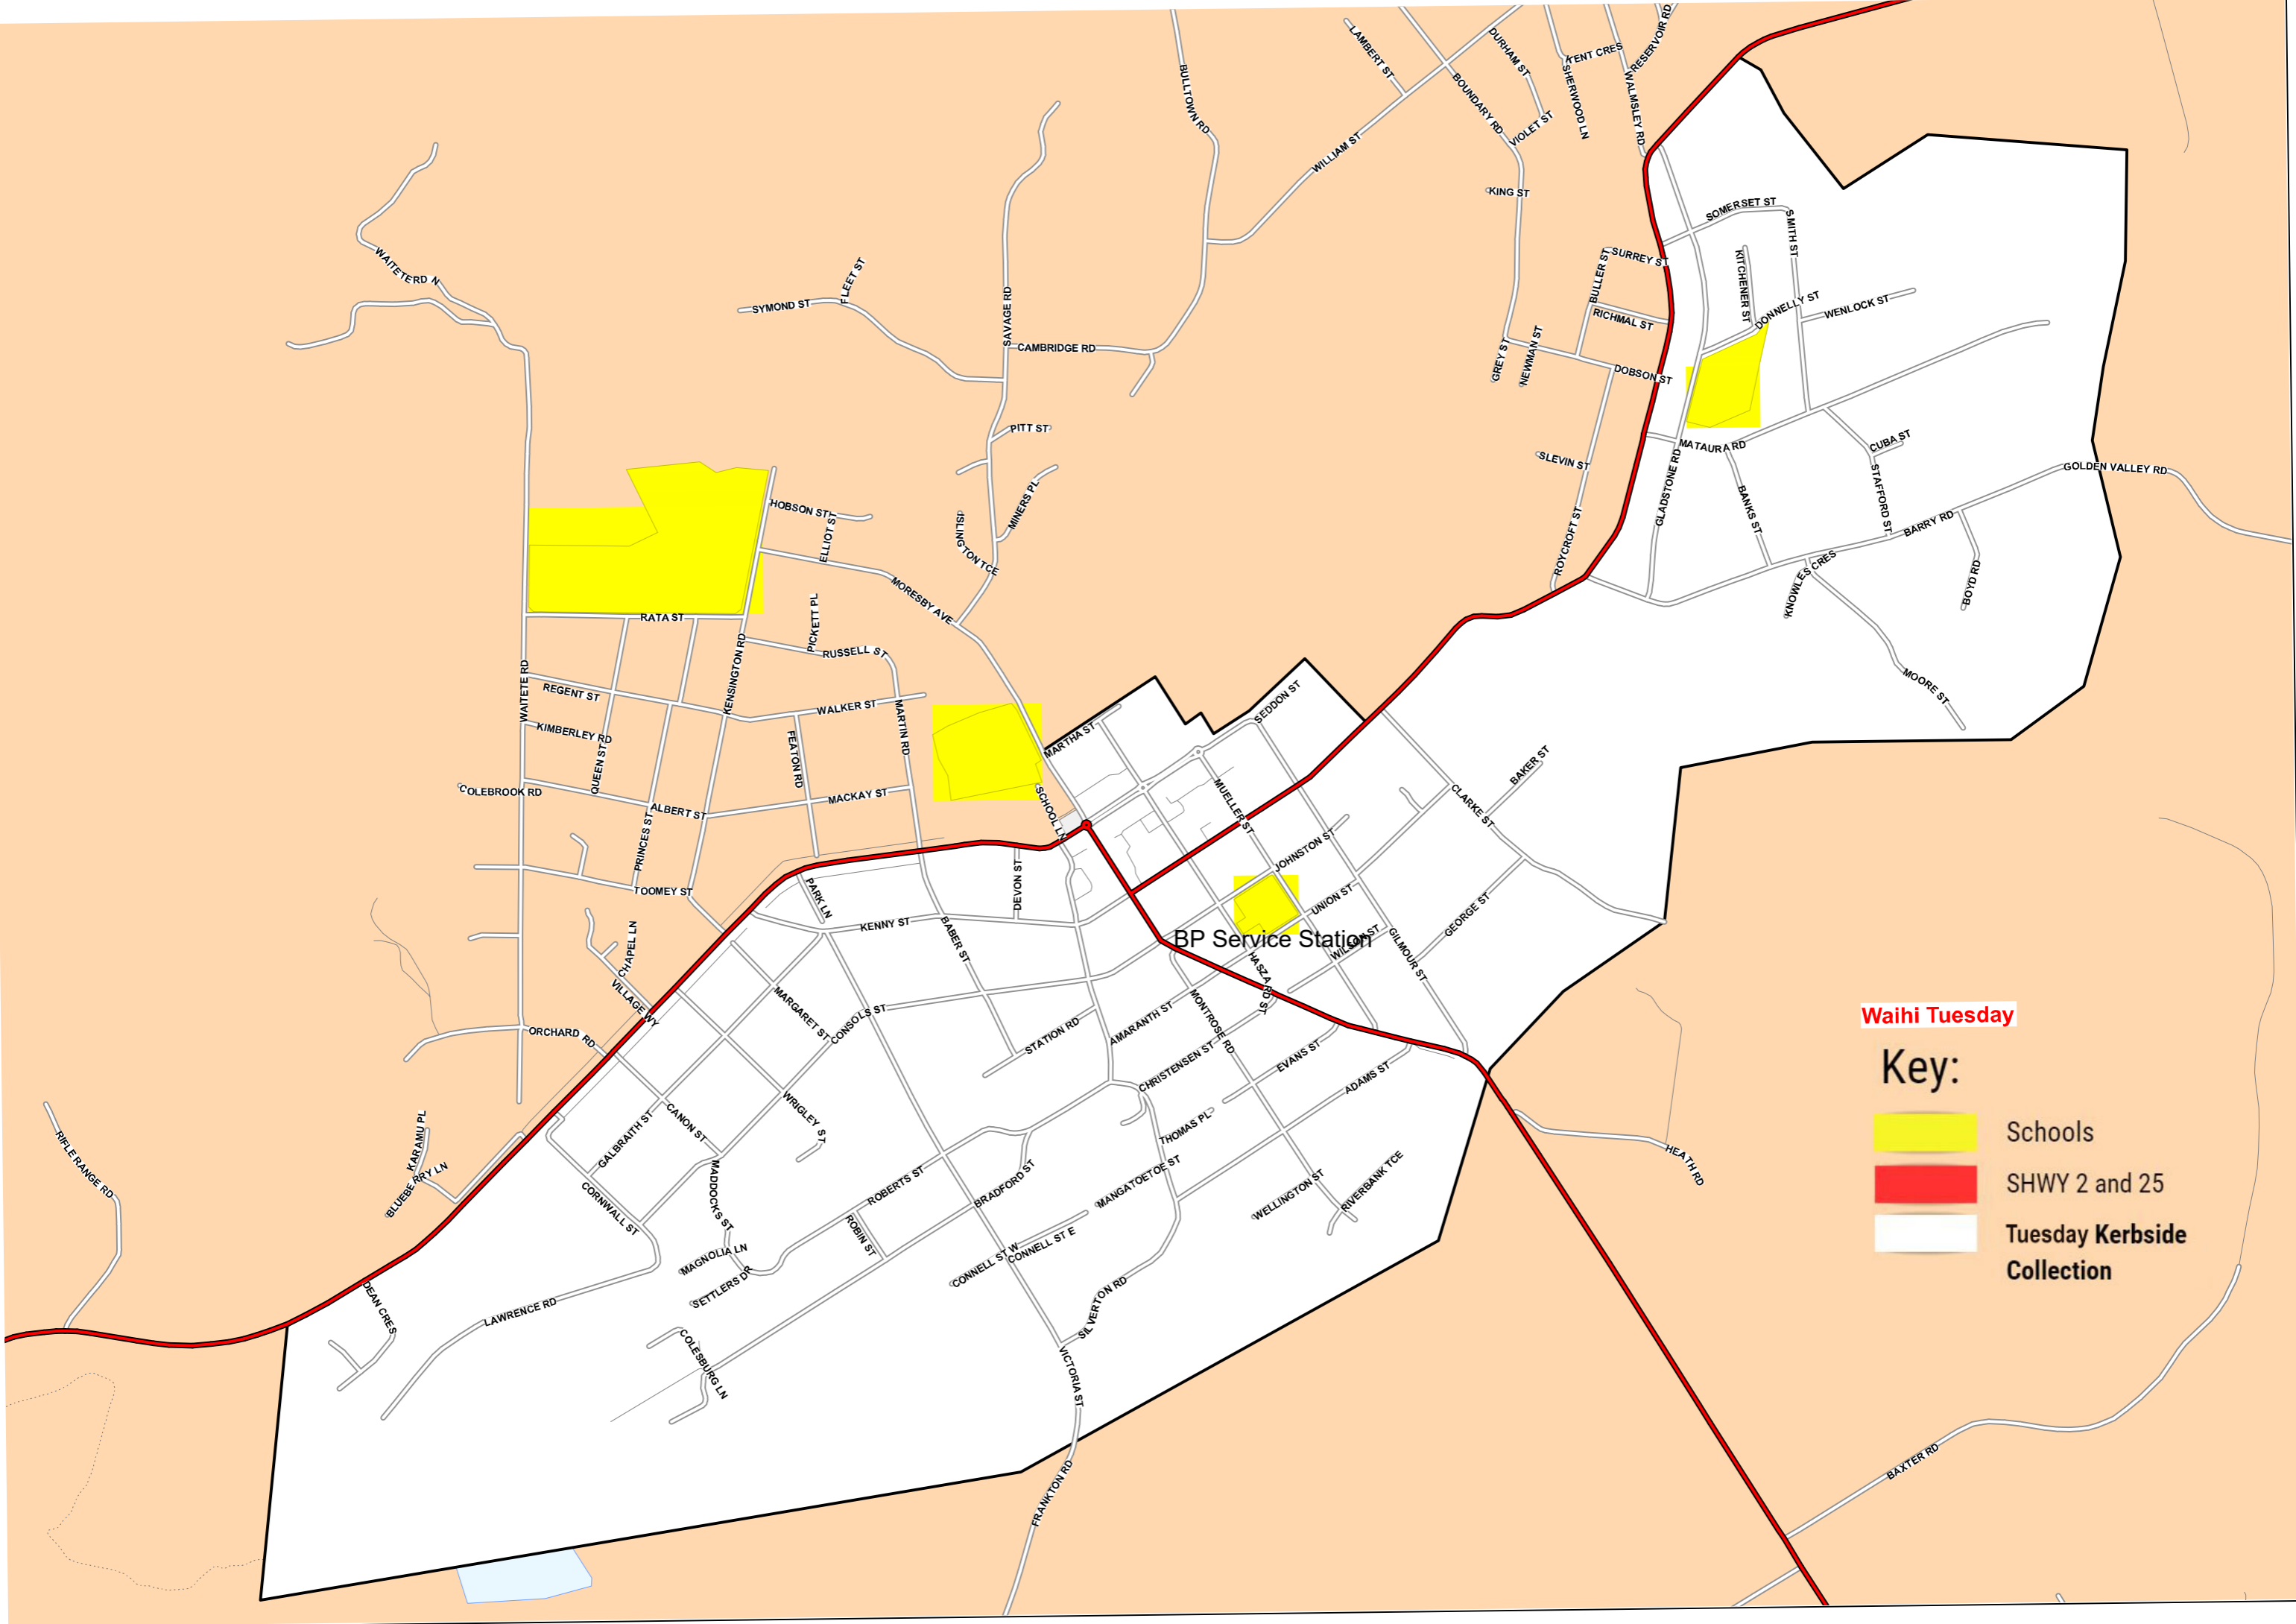 LAMBERT ST
DURHAM ST
KENT CRES
RESERVOIR RD
BULLTOWN RD
BOUNDARY RD
SHERWOOD LN
WALMSLEY RD
VIOLET ST
WILLIAM ST
KING ST
SOMERSET ST
SMITH ST
WAITETE RD N
FLEET ST
SYMOND ST
SAVAGE RD
CAMBRIDGE RD
BULLER ST
SURREY ST
KITCHENER ST
DONNELLY ST
WENLOCK ST
RICHMAL ST
GREY ST
NEWMAN ST
DOBSON ST
PITT ST
MATAURA RD
CUBA ST
SLEVIN ST
GOLDEN VALLEY RD
HOBSON ST
ELLIOT ST
ISLINGTON TCE
MINERS PL
GLADSTONE RD
BANKS ST
STAFFORD ST
BARRY RD
ROYCROFT ST
MORESBY AVE
KNOWLES CRES
BOYD RD
RATA ST
PICKETT PL
RUSSELL ST
KENSINGTON RD
WAITETE RD
REGENT ST
WALKER ST
MARTIN RD
MOORE ST
SEDDON ST
KIMBERLEY RD
MARTHA ST
QUEEN ST
FEATON RD
COLEBROOK RD
MACKAY ST
SCHOOL LN
MUELLER ST
CLARKE ST
BAKER ST
ALBERT ST
PRINCES ST
JOHNSTON ST
TOOMEY ST
PARK LN
DEVON ST
UNION ST
GEORGE ST
KENNY ST
BABER ST
BP Service Station
WILSON ST
GILMOUR ST
CHAPEL LN
VILLAGE WY
HASZARD ST
MARGARET ST
CONSOLS ST
MONTROSE RD
AMARANTH ST
STATION RD
ORCHARD RD
Waihi Tuesday
Key:
CHRISTENSEN ST
EVANS ST
ADAMS ST
WRIGLEY ST
CANON ST
GALBRAITH ST
KARAMU PL
THOMAS PL
Schools
RIFLE RANGE RD
BLUEBERRY LN
HEATH RD
MADDOCKS ST
ROBERTS ST
BRADFORD ST
MANGATOETOE ST
WELLINGTON ST
RIVERBANK TCE
SHWY 2 and 25
CORNWALL ST
ROBIN ST
Tuesday Kerbside
Collection
MAGNOLIA LN
CONNELL ST W
CONNELL ST E
SETTLERS DR
SILVERTON RD
DEAN CRES
LAWRENCE RD
COLESBURG LN
VICTORIA ST
FRANKTON RD
BAXTER RD